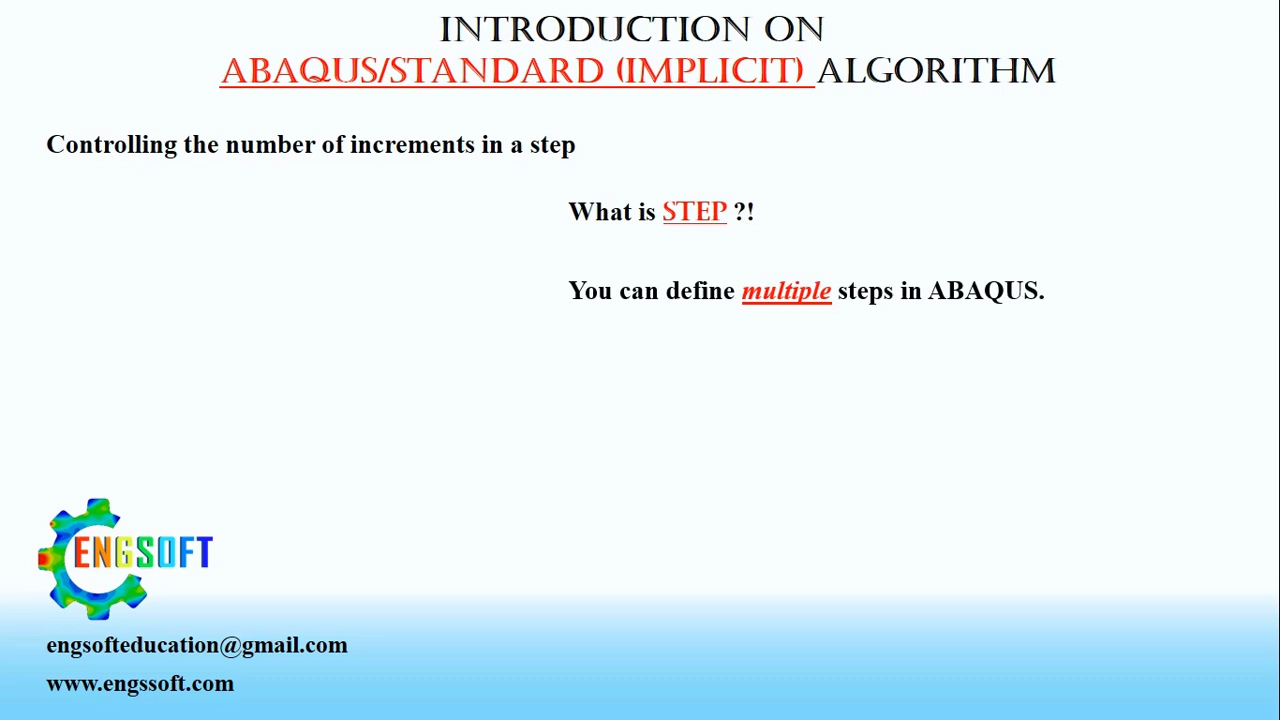 INTRODUCTION ON
ABAQUS/STANDARD (IMPLICIT) ALGORITHM
Controlling the number of increments in a step
What is STEP ?!
You can define multiple steps in ABAQUS.
ENGSOFT
engsofteducation@gmail.com
www.engssoft.com